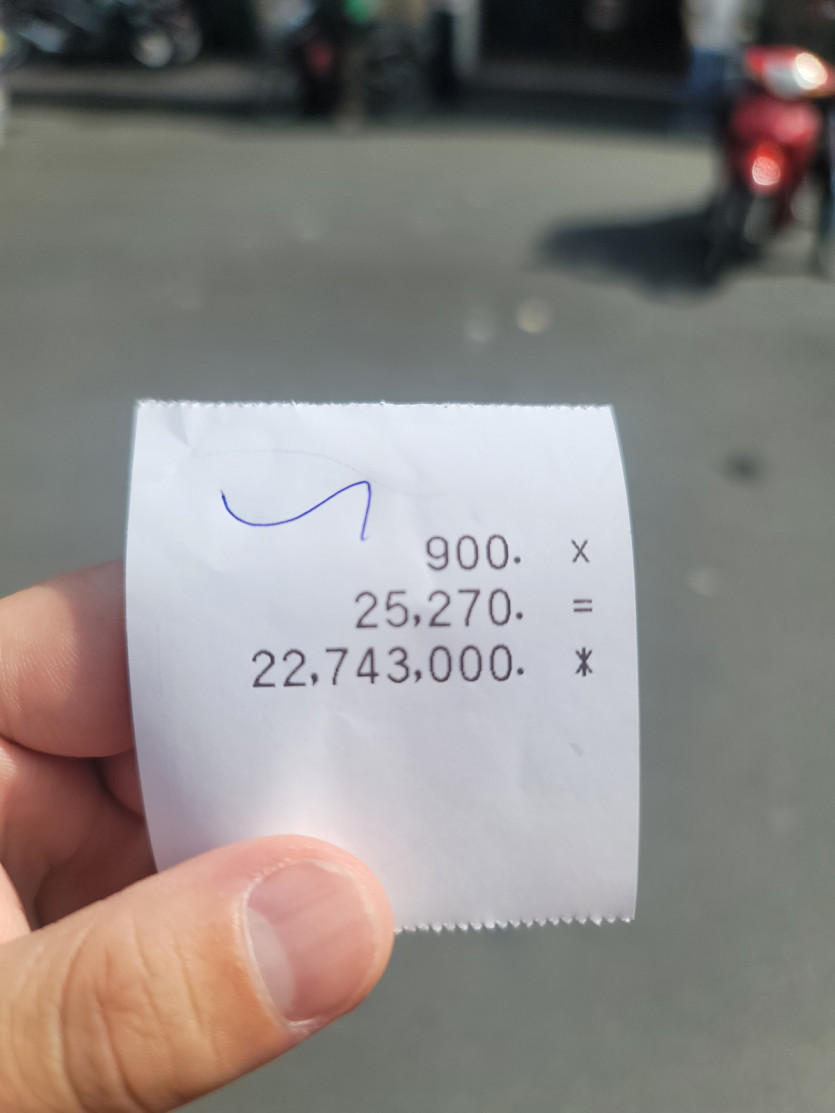 900. x
25,270. =
22,743,000. *